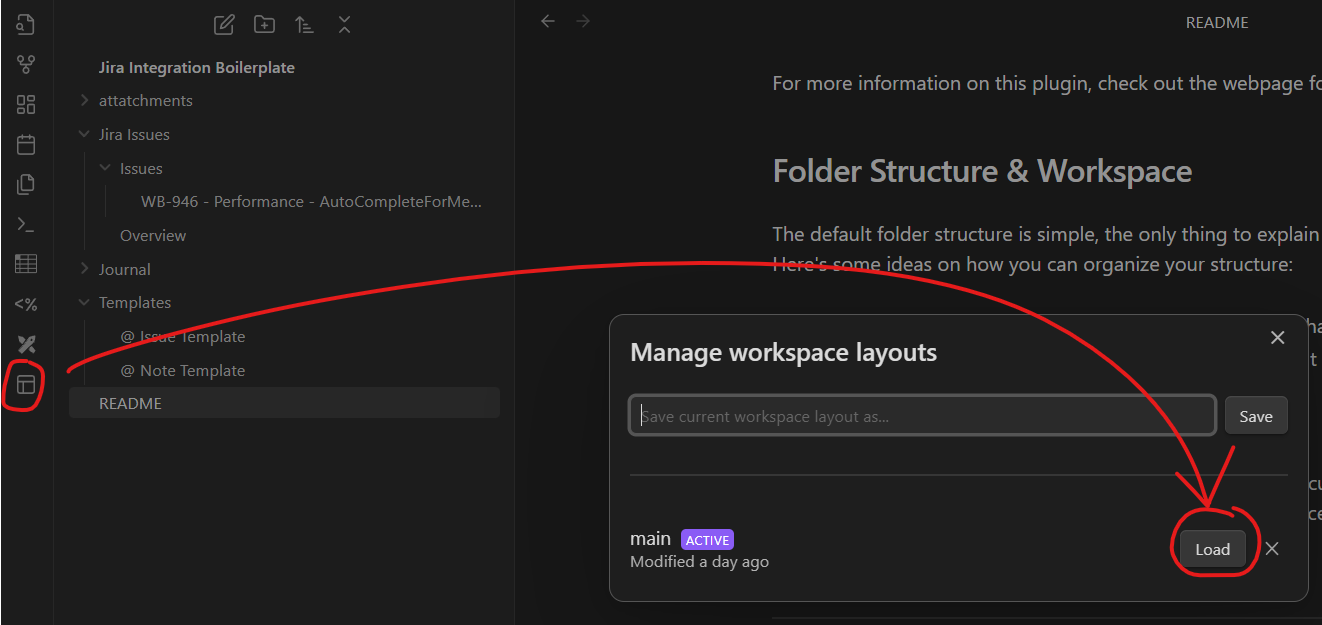 Jira Integration Boilerplate
attatchments
Jira Issues
Issues
WB-946 - Performance - AutoCompleteForMe...
Overview
Journal
Templates
@ Issue Template
@ Note Template
README
README
For more information on this plugin, check out the webpage fo
Folder Structure & Workspace
The default folder structure is simple, the only thing to explain
Here's some ideas on how you can organize your structure:
Manage workspace layouts
Save current workspace layout as...
Save
main ACTIVE
Modified a day ago
Load